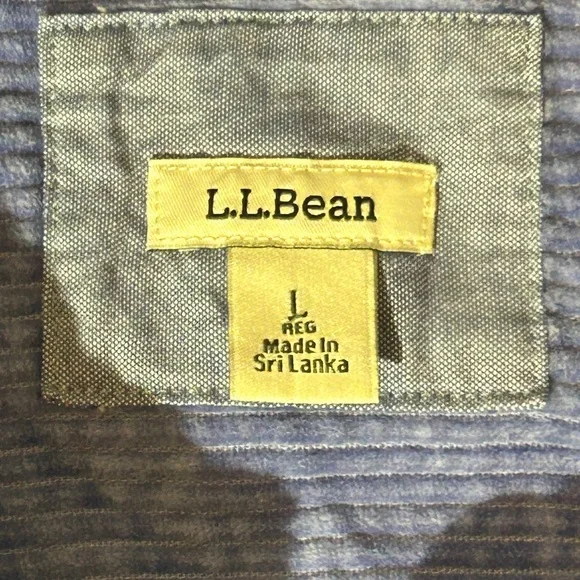 L.L.Bean
L
REG
Made In
Sri Lanka